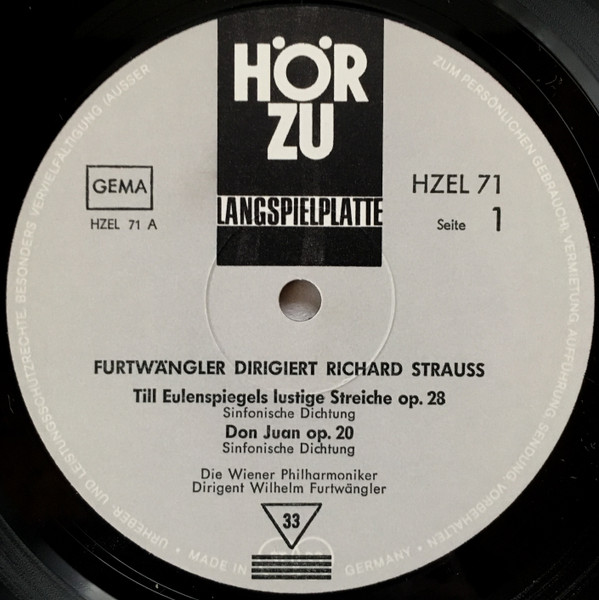 HÖR
ZU
LANGSPIELPLATTE
GEMA
HZEL 71 A
HZEL 71
Seite 1
FURTWÄNGLER DIRIGIERT RICHARD STRAUSS
Till Eulenspiegels lustige Streiche op. 28
Sinfonische Dichtung
Don Juan op. 20
Sinfonische Dichtung
Die Wiener Philharmoniker
Dirigent Wilhelm Furtwängler
33
• MADE IN GERMANY •
URHEBER- UND LEISTUNGSSCHUTZRECHTE, BESONDERS VERVIELFÄLTIGUNG (AUSSER ZUM PERSÖNLICHEN GEBRAUCH), VERMIETUNG, AUFFÜHRUNG, SENDUNG, VORBEHALTEN